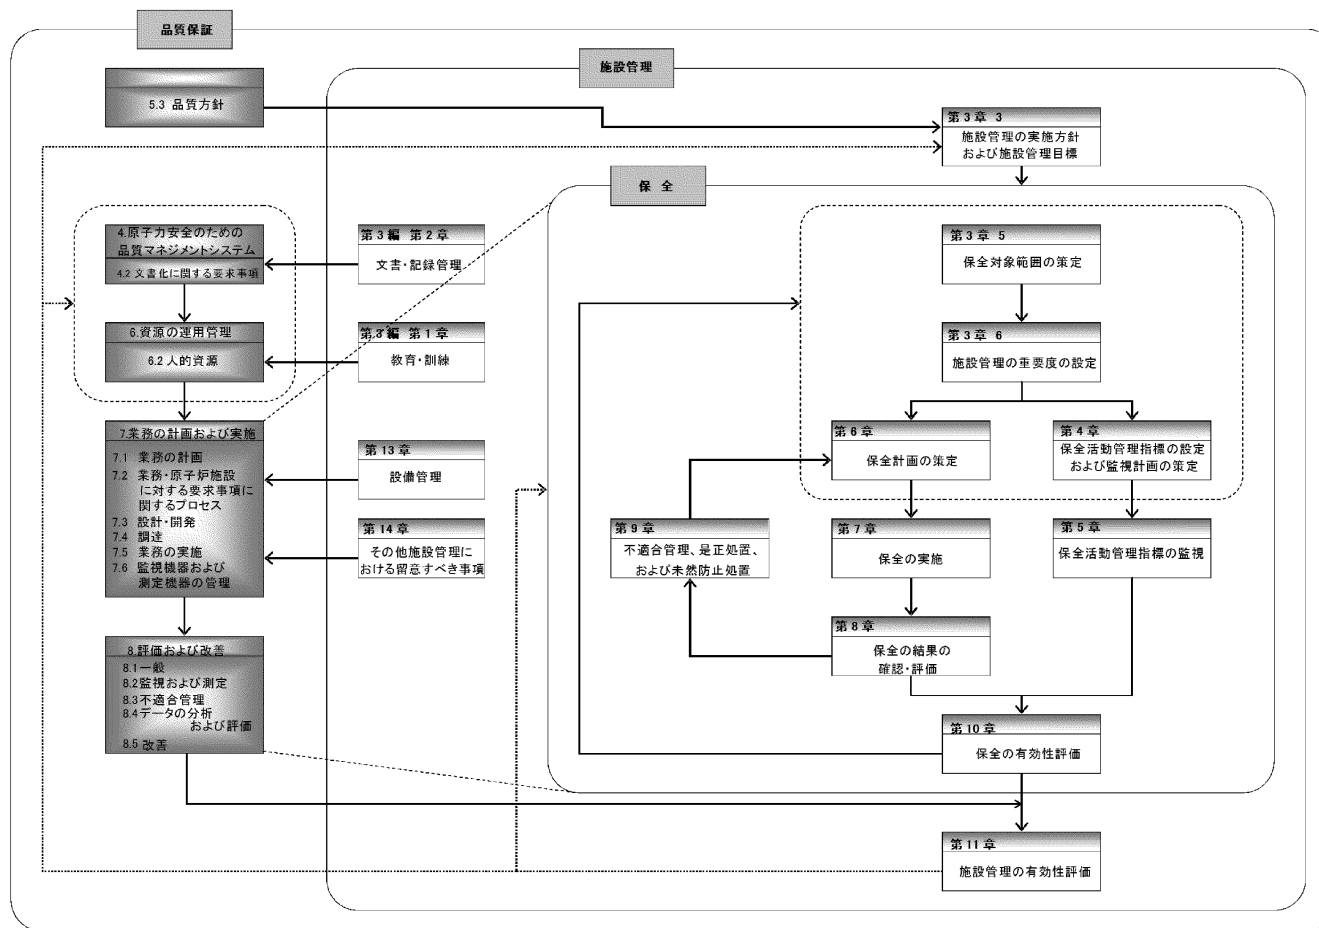 品質保証
5.3 品質方針
施設管理
第3章 3
施設管理の実施方針
および施設管理目標
保 全
4.原子力安全のための
品質マネジメントシステム
4.2 文書化に関する要求事項
第3編 第2章
文書・記録管理
6.資源の運用管理
6.2 人的資源
第3編 第1章
教育・訓練
7.業務の計画および実施
7.1 業務の計画
7.2 業務・原子炉施設
に対する要求事項に
関するプロセス
7.3 設計・開発
7.4 調達
7.5 業務の実施
7.6 監視機器および
測定機器の管理
第13章
設備管理
第14章
その他施設管理に
おける留意すべき事項
8.評価および改善
8.1 一般
8.2 監視および測定
8.3 不適合管理
8.4 データの分析
および評価
8.5 改善
第3章 5
保全対象範囲の策定
第3章 6
施設管理の重要度の設定
第6章
保全計画の策定
第4章
保全活動管理指標の設定
および監視計画の策定
第9章
不適合管理、是正処置、
および未然防止処置
第7章
保全の実施
第5章
保全活動管理指標の監視
第8章
保全の結果の
確認・評価
第10章
保全の有効性評価
第11章
施設管理の有効性評価